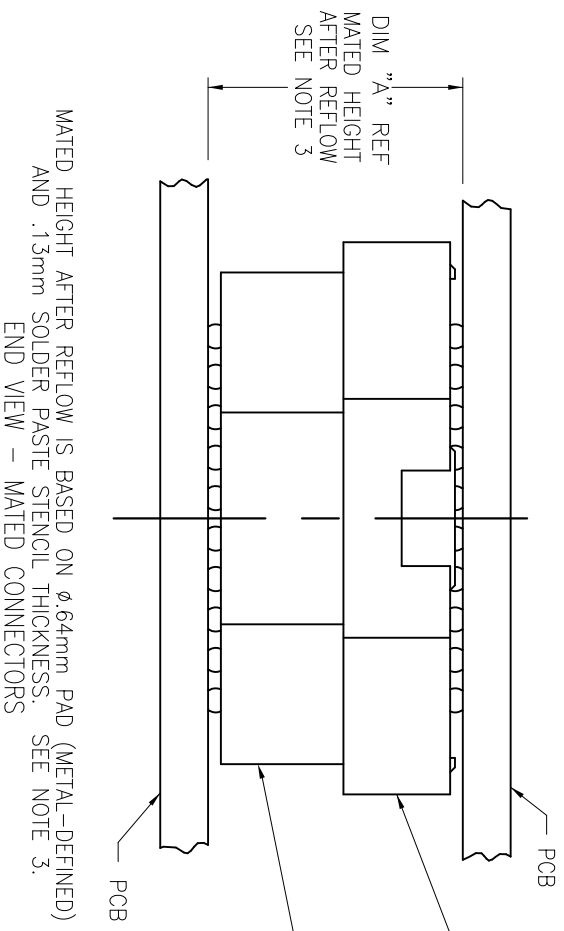 DIM "A" REF
MATED HEIGHT
AFTER REFLOW
SEE NOTE 3
PCB
PCB
MATED HEIGHT AFTER REFLOW IS BASED ON ø.64mm PAD (METAL-DEFINED)
AND .13mm SOLDER PASTE STENCIL THICKNESS. SEE NOTE 3.
END VIEW - MATED CONNECTORS